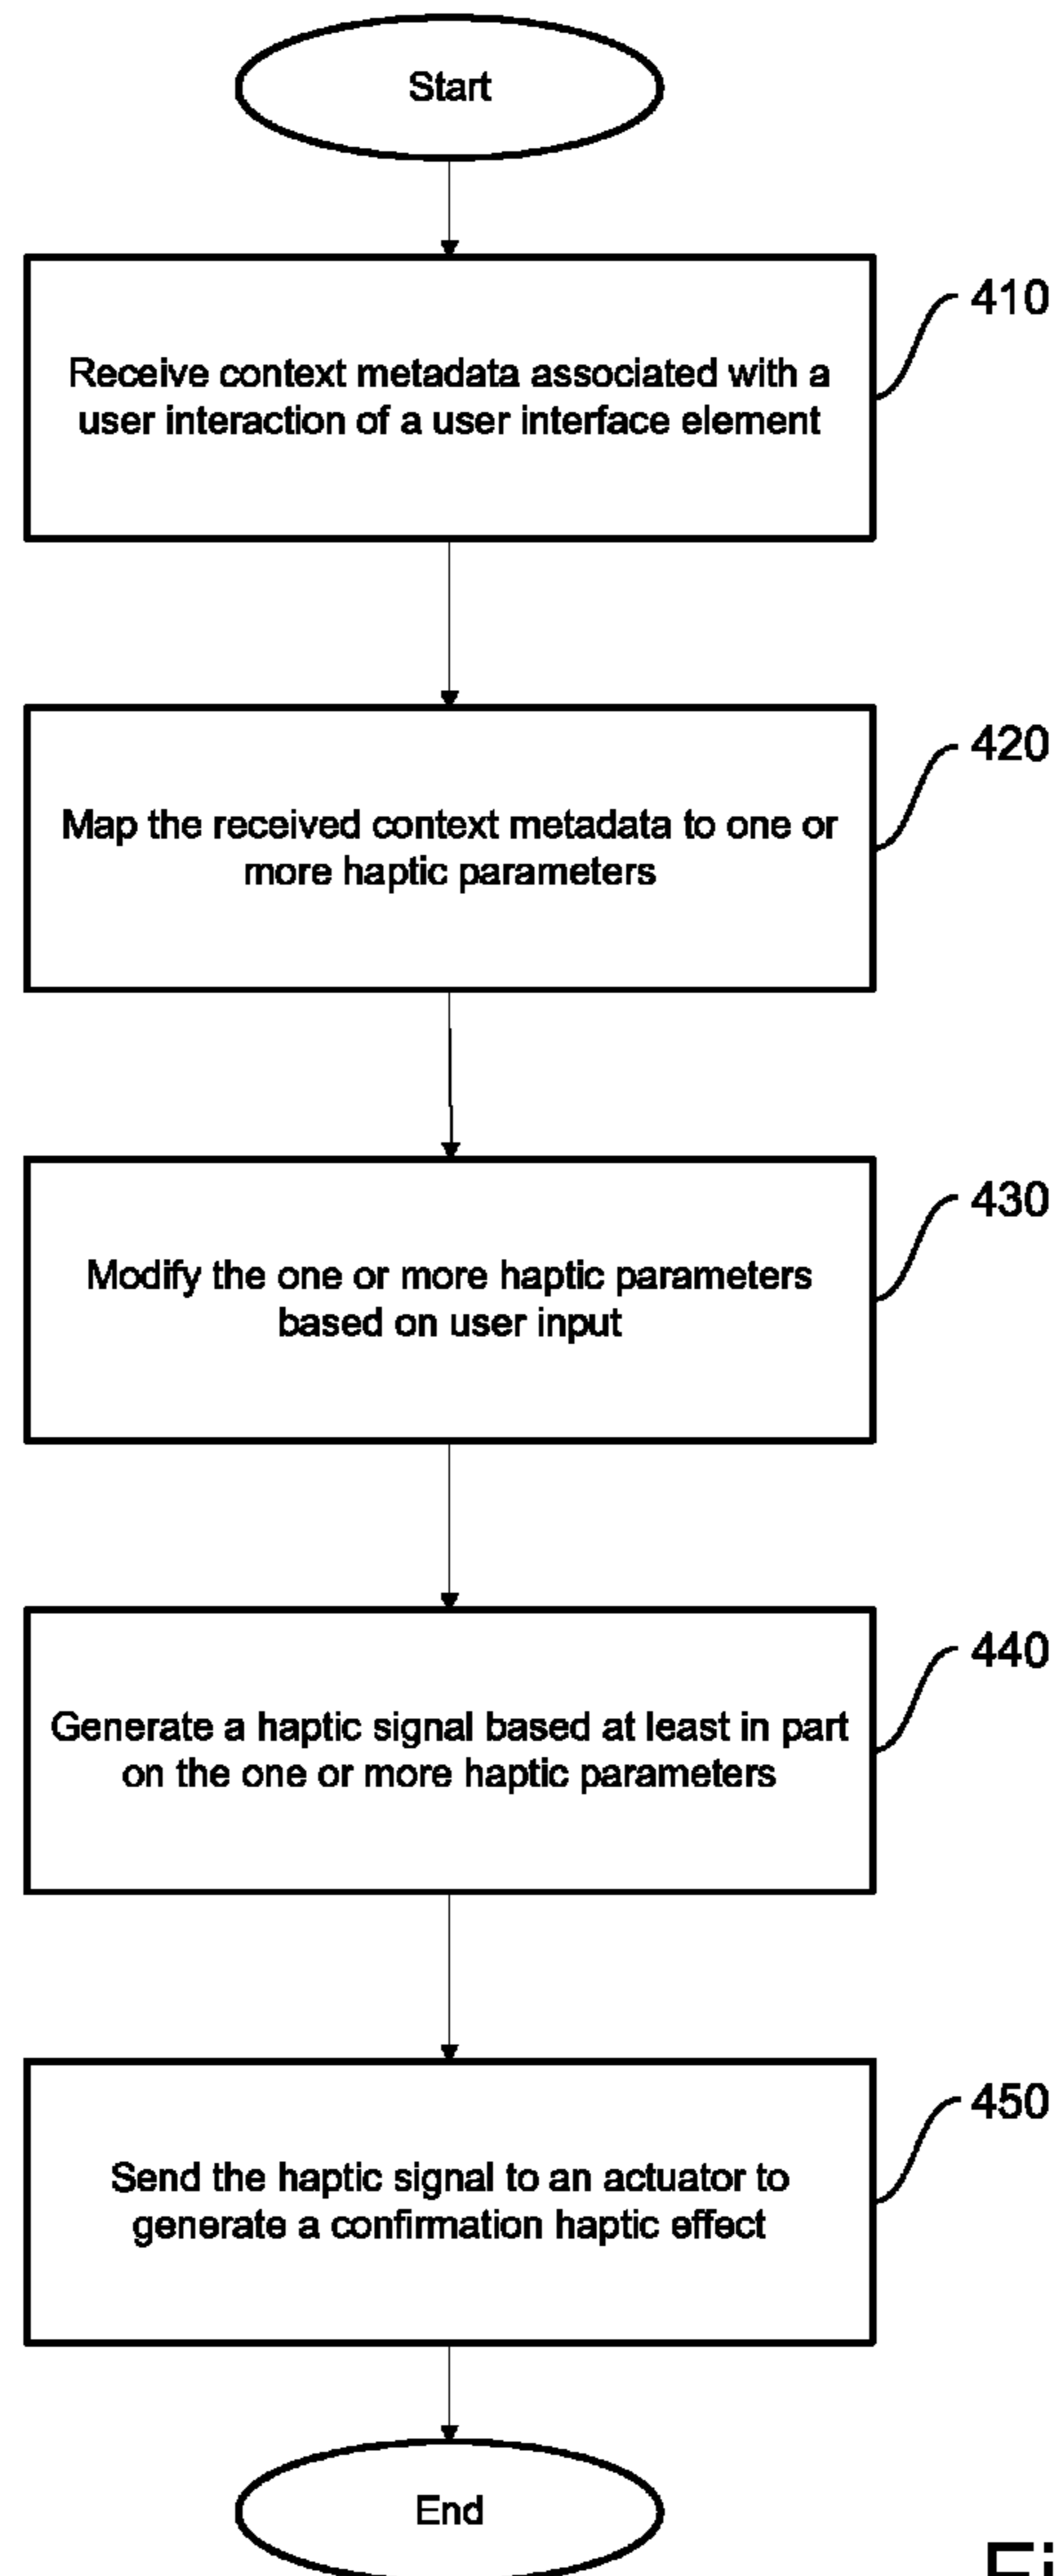 Start
410
Receive context metadata associated with a
user interaction of a user interface element
420
Map the received context metadata to one or
more haptic parameters
430
Modify the one or more haptic parameters
based on user input
440
Generate a haptic signal based at least in part
on the one or more haptic parameters
450
Send the haptic signal to an actuator to
generate a confirmation haptic effect
End